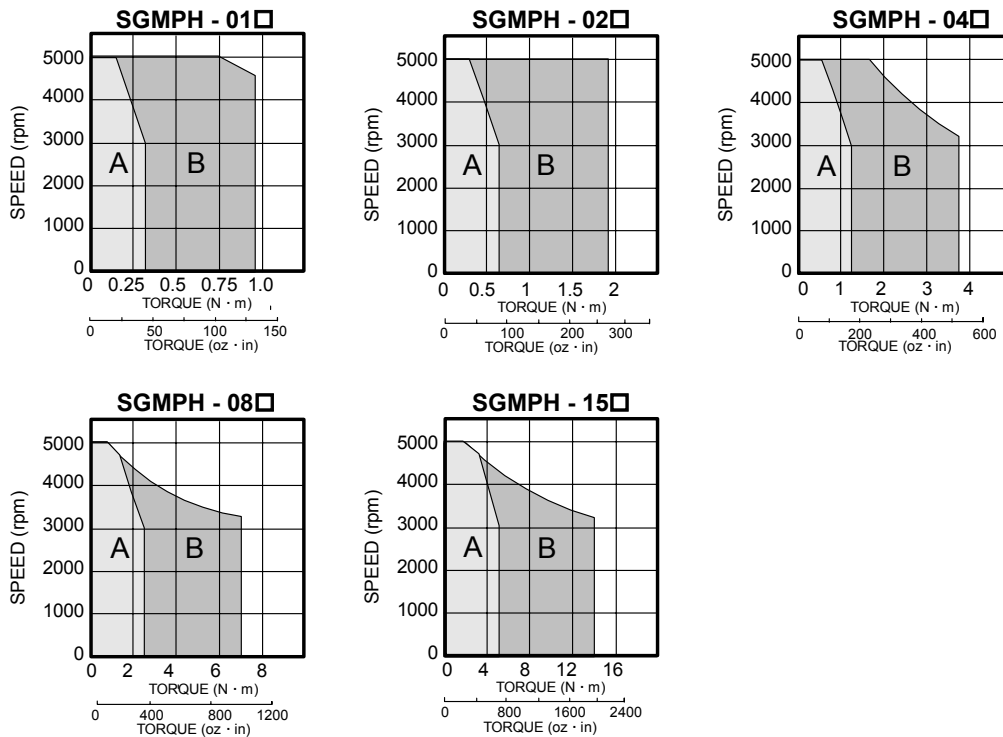 SGMPH - 01□
SPEED (rpm)
5000
4000
3000
2000
1000
0
A
B
0 0.25 0.5 0.75 1.0
TORQUE (N · m)
0 50 100 150
TORQUE (oz · in)
SGMPH - 02□
SPEED (rpm)
5000
4000
3000
2000
1000
0
A
B
0 0.5 1 1.5 2
TORQUE (N · m)
0 100 200 300
TORQUE (oz · in)
SGMPH - 04□
SPEED (rpm)
5000
4000
3000
2000
1000
0
A
B
0 1 2 3 4
TORQUE (N · m)
0 200 400 600
TORQUE (oz · in)
SGMPH - 08□
SPEED (rpm)
5000
4000
3000
2000
1000
0
A
B
0 2 4 6 8
TORQUE (N · m)
0 400 800 1200
TORQUE (oz · in)
SGMPH - 15□
SPEED (rpm)
5000
4000
3000
2000
1000
0
A
B
0 4 8 12 16
TORQUE (N · m)
0 800 1600 2400
TORQUE (oz · in)